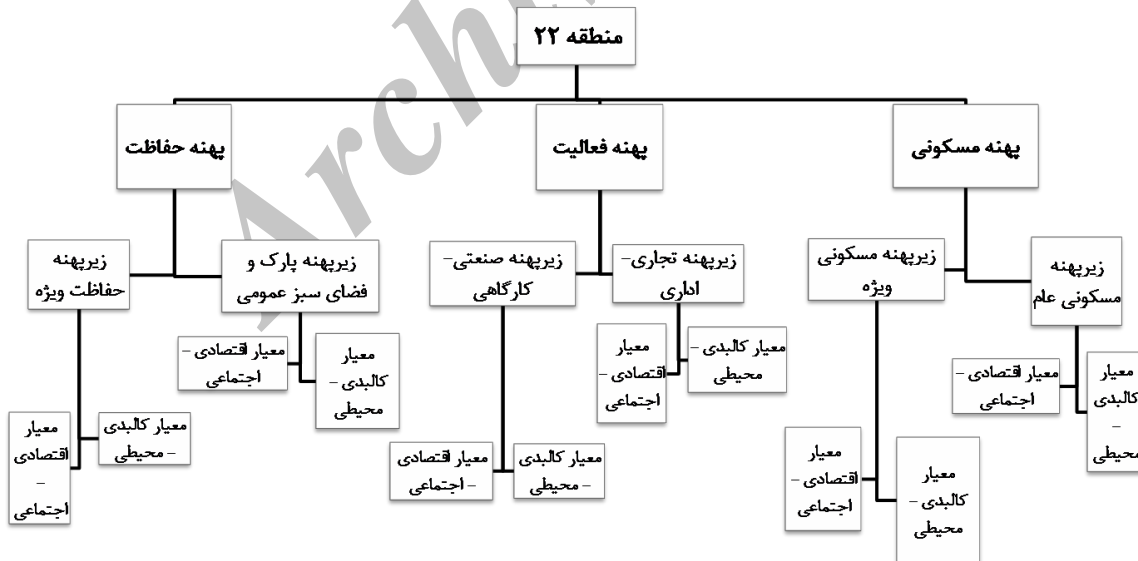 منطقه ۲۲
پهنه مسکونی
پهنه فعالیت
پهنه حفاظت
زیرپهنه
مسکونی عام
زیرپهنه مسکونی
ویژه
زیرپهنه تجاری–
اداری
زیرپهنه صنعتی–
کارگاهی
زیرپهنه پارک و
فضای سبز عمومی
زیرپهنه
حفاظت ویژه
معیار
کالبدی
–
محیطی
معیار اقتصادی –
اجتماعی
معیار
کالبدی –
محیطی
معیار
اقتصادی –
اجتماعی
معیار کالبدی –
محیطی
معیار
اقتصادی –
اجتماعی
معیار کالبدی
– محیطی
معیار اقتصادی
– اجتماعی
معیار
کالبدی –
محیطی
معیار اقتصادی –
اجتماعی
معیار کالبدی
– محیطی
معیار
اقتصادی
–
اجتماعی